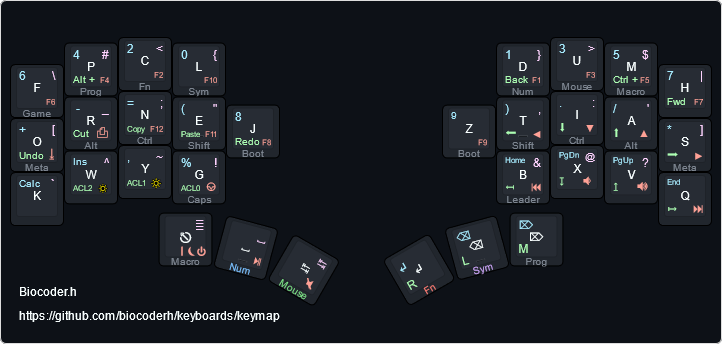 4 # P Alt + F4 Prog
2 < C F2 Fn
0 { L F10 Sym
1 } D Back F1 Num
3 > U F3 Mouse
5 $ M Ctrl + F5 Macro
6 \ F F6 Game
7 | H Fwd F7
- _ R Cut Alt
= ; N Copy F12 Ctrl
( " E Paste F11 Shift
8 J Redo F8 Boot
9 Z F9 Boot
) ' T Shift
. : I Ctrl
/ ^ A Alt
+ [ O Undo Meta
* ] S Meta
Ins ^ W ACL2
, ~ Y ACL1
% ! G ACL0 Caps
Home & B Leader
PgDn @ X
PgUp ? V
Calc ` K
End Q
Macro
Num
Mouse
R Fn
L Sym
M Prog
Biocoder.h
https://github.com/biocoderh/keyboards/keymap